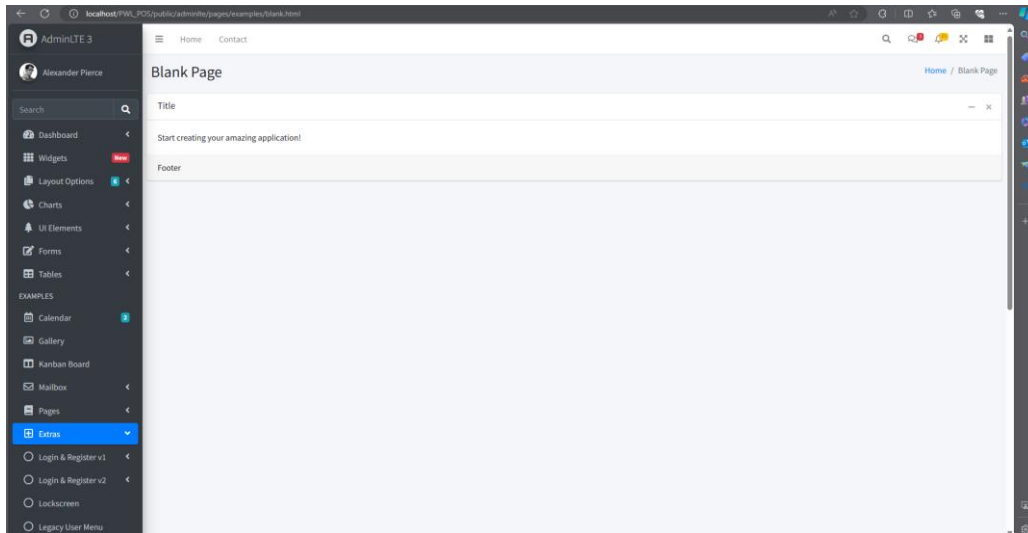 localhost/PWL_POS/public/adminlte/pages/examples/blank.html
AdminLTE 3
Home Contact
Alexander Pierce
Blank Page
Home / Blank Page
Search
Title
Dashboard
Start creating your amazing application!
Widgets New
Footer
Layout Options 6
Charts
UI Elements
Forms
Tables
EXAMPLES
Calendar 2
Gallery
Kanban Board
Mailbox
Pages
Extras
Login & Register v1
Login & Register v2
Lockscreen
Legacy User Menu